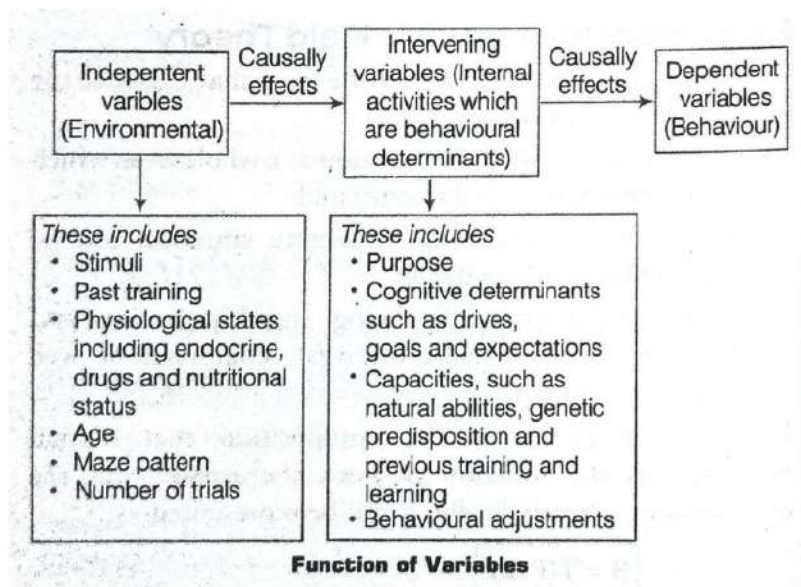 Indepentent
varibles
(Environmental)
Causally
effects
Intervening
variables (Internal
activities which
are behavioural
determinants)
Causally
effects
Dependent
variables
(Behaviour)
These includes
• Stimuli
• Past training
• Physiological states
including endocrine,
drugs and nutritional
status
• Age
• Maze pattern
• Number of trials
These includes
• Purpose
• Cognitive determinants
such as drives,
goals and expectations
• Capacities, such as
natural abilities, genetic
predisposition and
previous training and
learning
• Behavioural adjustments
Function of Variables